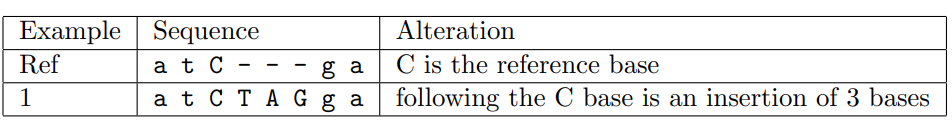 Example Sequence Alteration
Ref a t C - - - g a C is the reference base
1 a t C T A G g a following the C base is an insertion of 3 bases